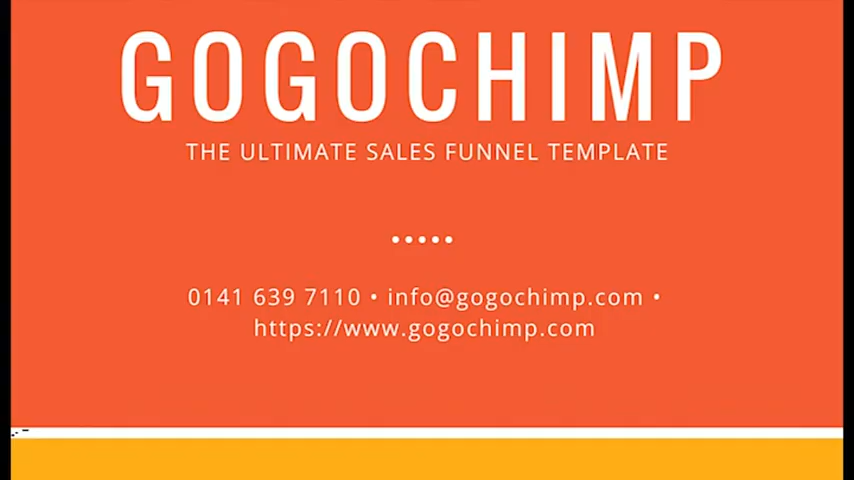 GOGOCHIMP
THE ULTIMATE SALES FUNNEL TEMPLATE
0141 639 7110 • info@gogochimp.com •
https://www.gogochimp.com